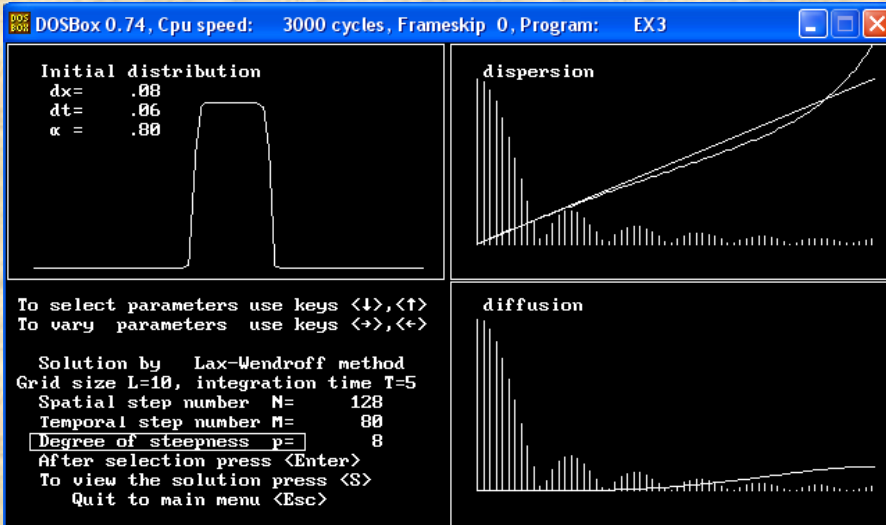 DOSBox 0.74, Cpu speed: 3000 cycles, Frameskip 0, Program: EX3
Initial distribution
dx= .08
dt= .06
α = .80
dispersion
To select parameters use keys <↓>,<↑>
To vary parameters use keys <→>,<←>
Solution by Lax-Wendroff method
Grid size L=10, integration time T=5
Spatial step number N= 128
Temporal step number M= 80
Degree of steepness p= 8
After selection press <Enter>
To view the solution press <S>
Quit to main menu <Esc>
diffusion